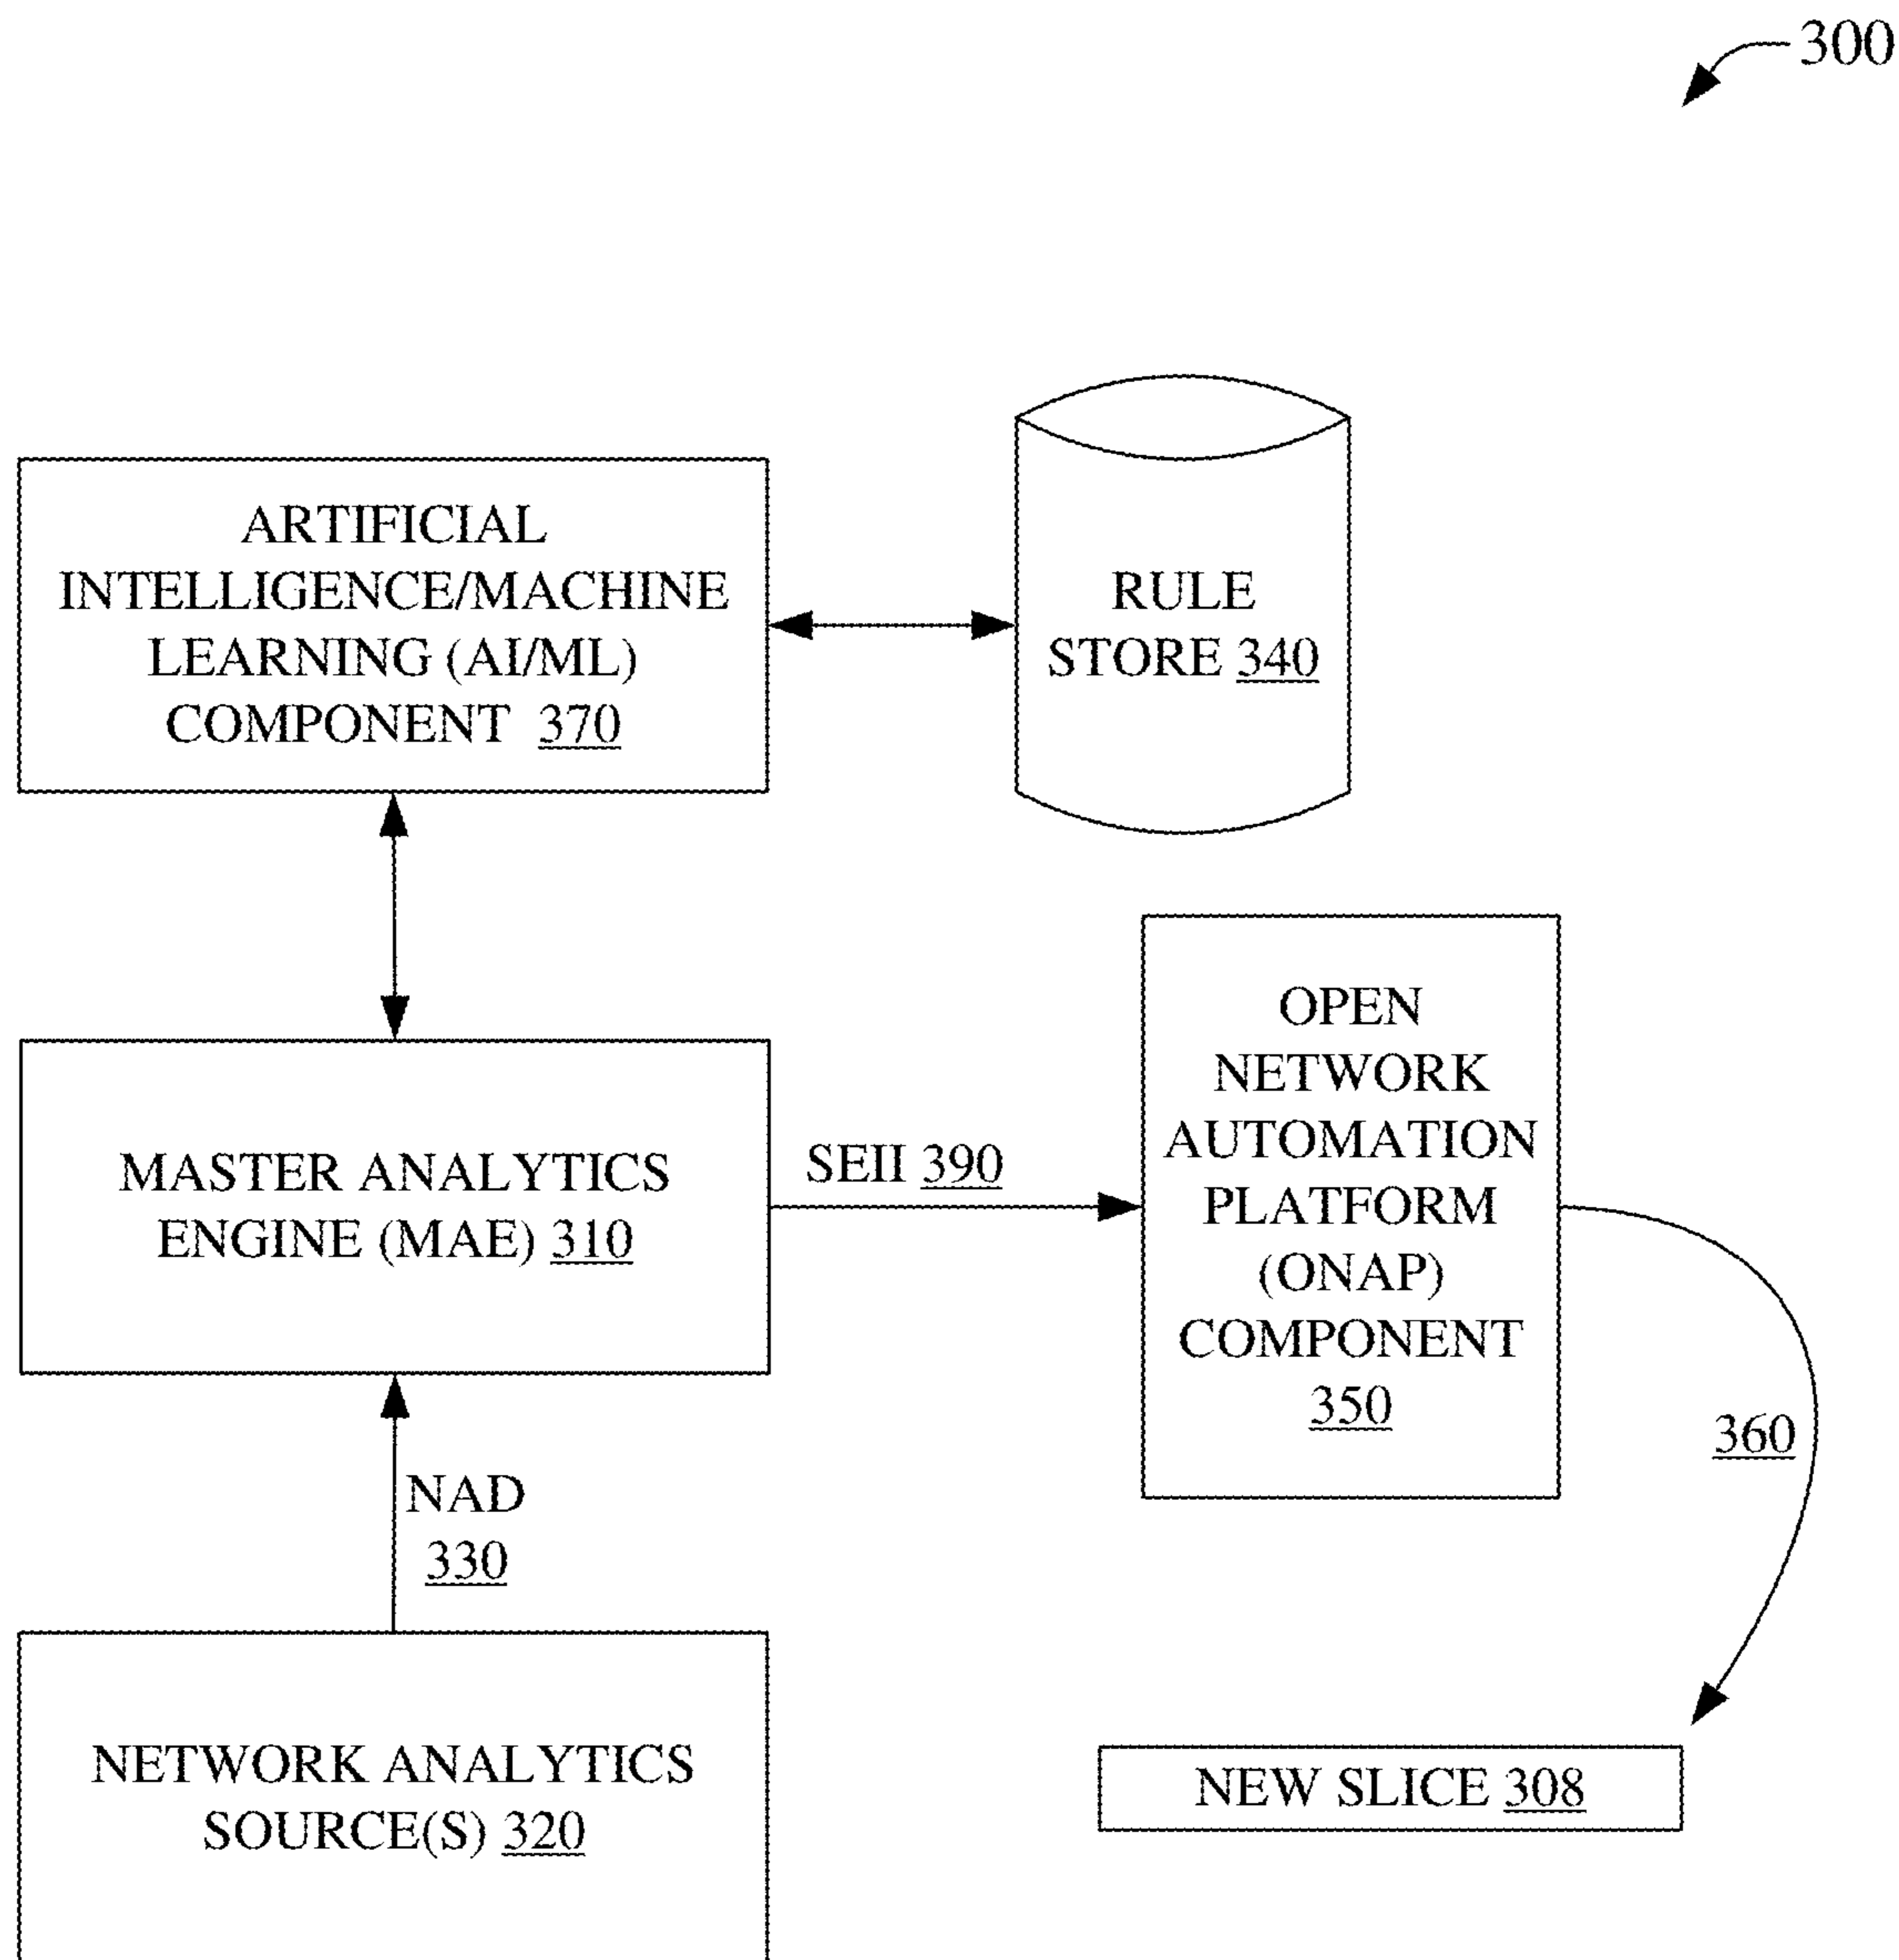 300
ARTIFICIAL
INTELLIGENCE/MACHINE
LEARNING (AI/ML)
COMPONENT 370
RULE
STORE 340
MASTER ANALYTICS
ENGINE (MAE) 310
SEII 390
OPEN
NETWORK
AUTOMATION
PLATFORM
(ONAP)
COMPONENT
350
360
NAD
330
NETWORK ANALYTICS
SOURCE(S) 320
NEW SLICE 308